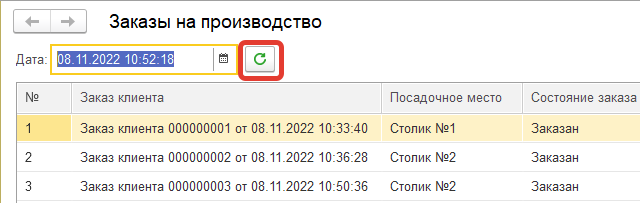 Заказы на производство
Дата: 08.11.2022 10:52:18
№ Заказ клиента Посадочное место Состояние заказа
1 Заказ клиента 000000001 от 08.11.2022 10:33:40 Столик №1 Заказан
2 Заказ клиента 000000002 от 08.11.2022 10:36:28 Столик №2 Заказан
3 Заказ клиента 000000003 от 08.11.2022 10:50:36 Столик №2 Заказан